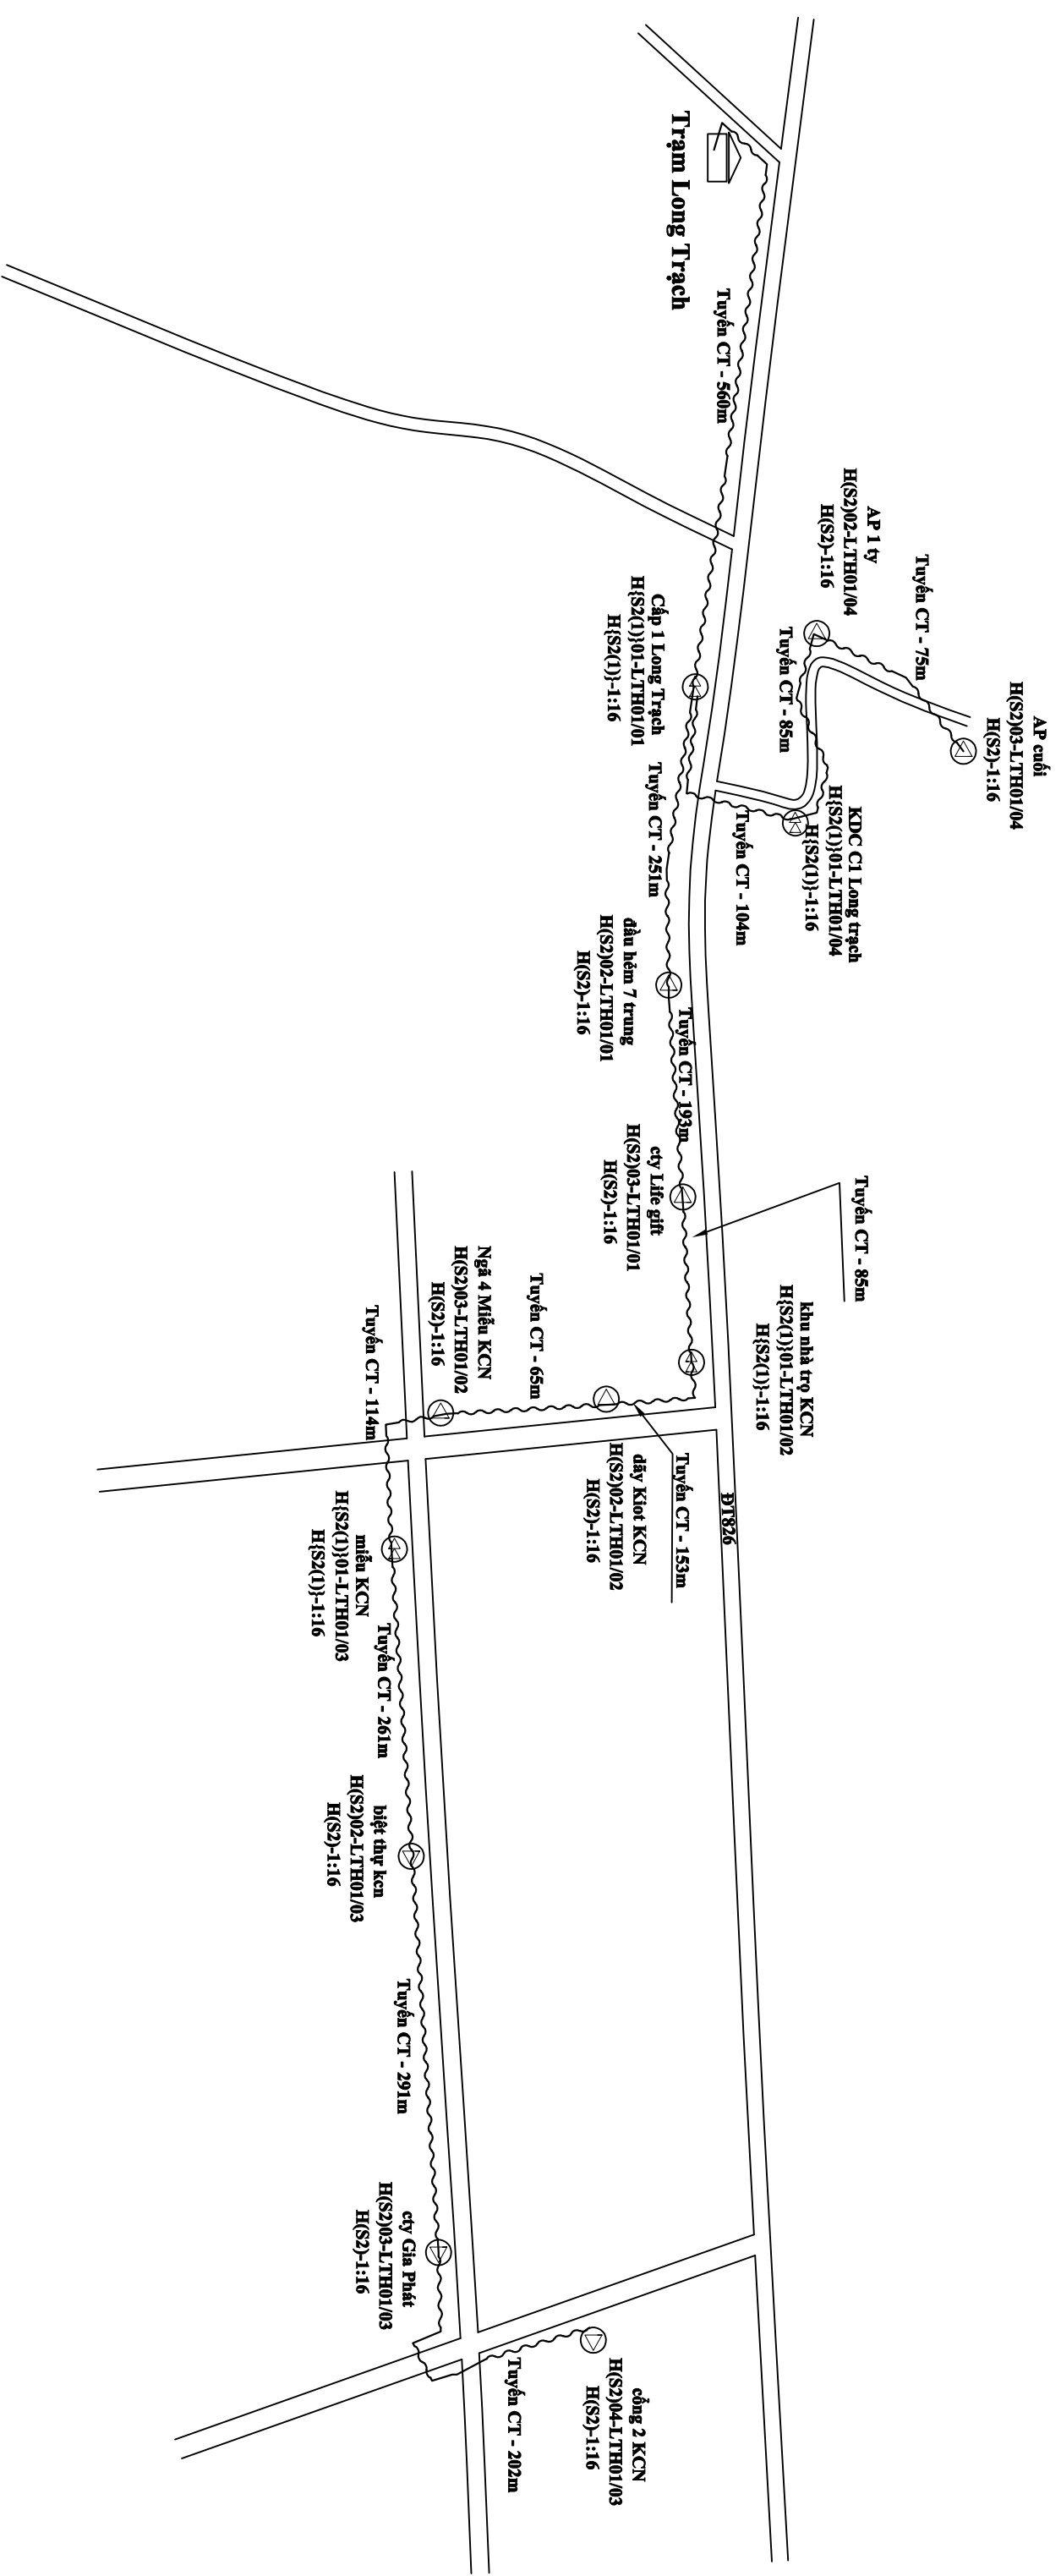 Trạm Long Trạch
Tuyến CT - 560m
AP 1 ty
H(S2)02-LTH01/04
H(S2)-1:16
Tuyến CT - 75m
AP cuối
H(S2)03-LTH01/04
H(S2)-1:16
Tuyến CT - 85m
Cấp 1 Long Trạch
H{S2(1)}01-LTH01/01
H{S2(1)}-1:16
KDC C1 Long trạch
H{S2(1)}01-LTH01/04
H{S2(1)}-1:16
Tuyến CT - 104m
Tuyến CT - 251m
đầu hẻm 7 trung
H(S2)02-LTH01/01
H(S2)-1:16
Tuyến CT - 193m
cty Life gift
H(S2)03-LTH01/01
H(S2)-1:16
Tuyến CT - 85m
khu nhà trọ KCN
H{S2(1)}01-LTH01/02
H{S2(1)}-1:16
Tuyến CT - 65m
Ngã 4 Miễu KCN
H(S2)03-LTH01/02
H(S2)-1:16
Tuyến CT - 114m
ĐT826
Tuyến CT - 153m
dãy Kiot KCN
H(S2)02-LTH01/02
H(S2)-1:16
miễu KCN
H{S2(1)}01-LTH01/03
H{S2(1)}-1:16
Tuyến CT - 261m
biệt thự kcn
H(S2)02-LTH01/03
H(S2)-1:16
Tuyến CT - 291m
cty Gia Phát
H(S2)03-LTH01/03
H(S2)-1:16
cổng 2 KCN
H(S2)04-LTH01/03
H(S2)-1:16
Tuyến CT - 202m